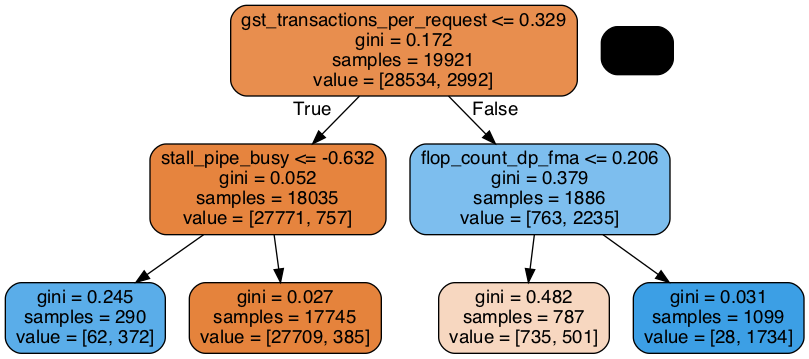 gst_transactions_per_request <= 0.329
gini = 0.172
samples = 19921
value = [28534, 2992]
True
False
stall_pipe_busy <= -0.632
gini = 0.052
samples = 18035
value = [27771, 757]
flop_count_dp_fma <= 0.206
gini = 0.379
samples = 1886
value = [763, 2235]
gini = 0.245
samples = 290
value = [62, 372]
gini = 0.027
samples = 17745
value = [27709, 385]
gini = 0.482
samples = 787
value = [735, 501]
gini = 0.031
samples = 1099
value = [28, 1734]